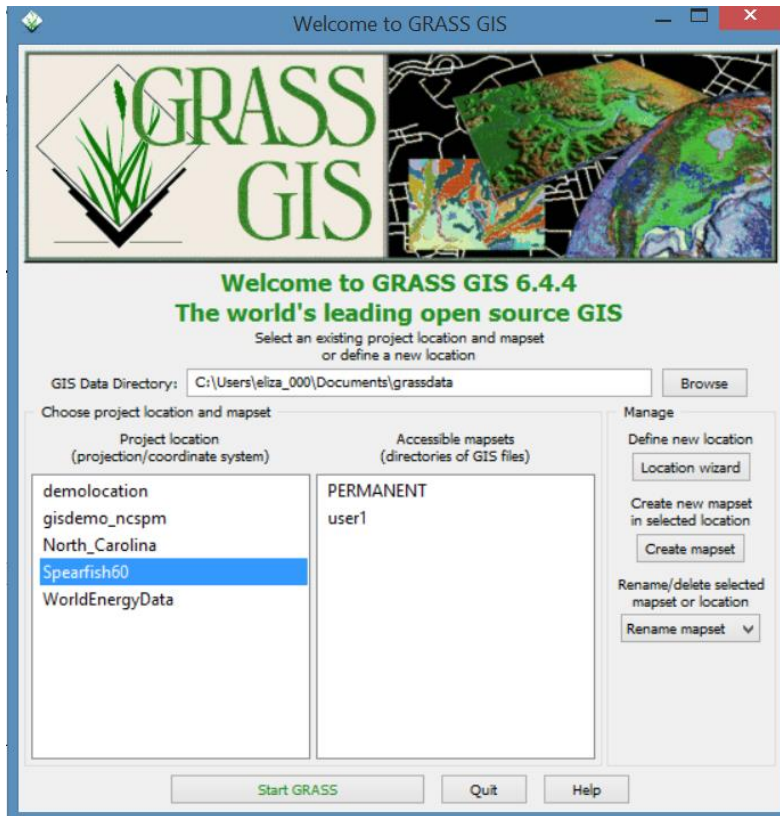 Welcome to GRASS GIS
GRASS
GIS
Welcome to GRASS GIS 6.4.4
The world's leading open source GIS
Select an existing project location and mapset
or define a new location
GIS Data Directory: C:\Users\eliza_000\Documents\grassdata Browse
Choose project location and mapset
Project location
(projection/coordinate system)
demolocation
gisdemo_ncspm
North_Carolina
Spearfish60
WorldEnergyData
Accessible mapsets
(directories of GIS files)
PERMANENT
user1
Manage
Define new location
Location wizard
Create new mapset
in selected location
Create mapset
Rename/delete selected
mapset or location
Rename mapset
Start GRASS Quit Help